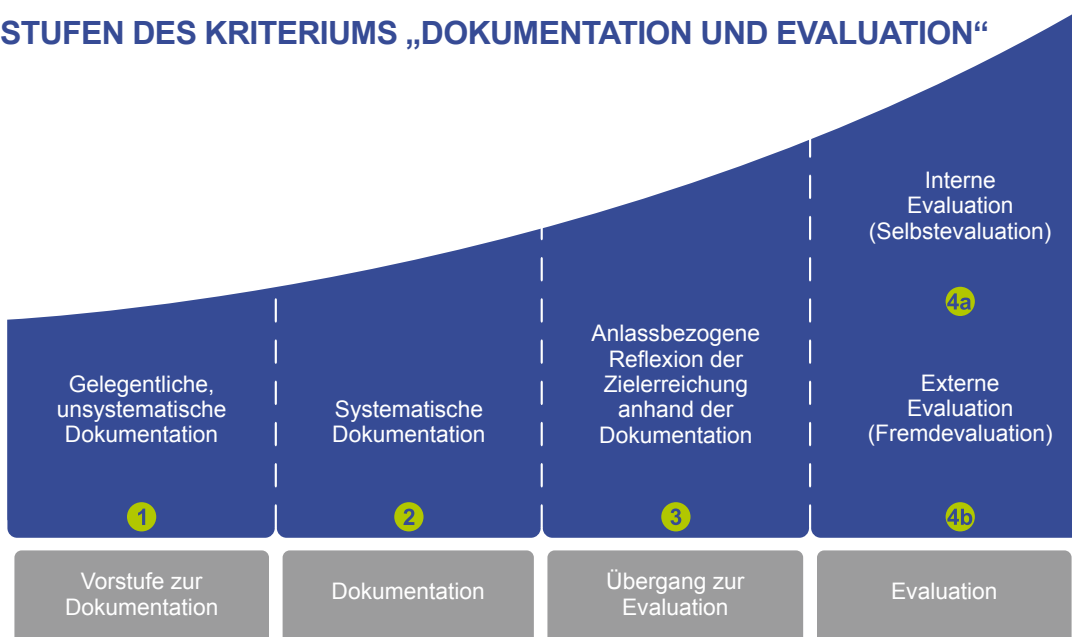 STUFEN DES KRITERIUMS „DOKUMENTATION UND EVALUATION“
Gelegentliche,
unsystematische
Dokumentation
1
Systematische
Dokumentation
2
Anlassbezogene
Reflexion der
Zielerreichung
anhand der
Dokumentation
3
Interne
Evaluation
(Selbstevaluation)
4a
Externe
Evaluation
(Fremdevaluation)
4b
Vorstufe zur
Dokumentation
Dokumentation
Übergang zur
Evaluation
Evaluation